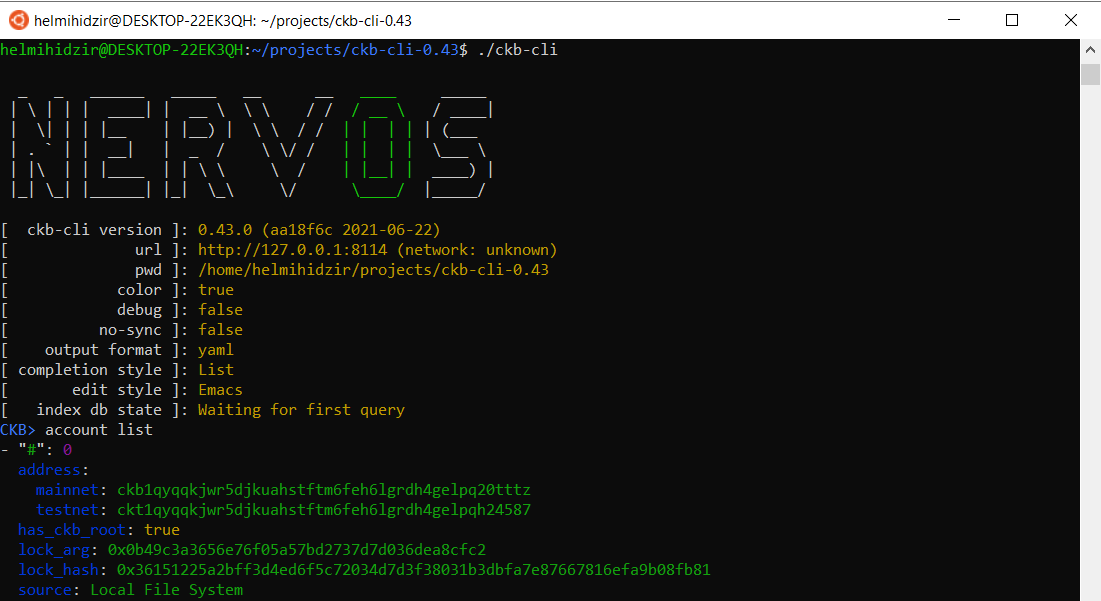 helmihidzir@DESKTOP-22EK3QH: ~/projects/ckb-cli-0.43
helmihidzir@DESKTOP-22EK3QH:~/projects/ckb-cli-0.43$ ./ckb-cli
NERVOS
[  ckb-cli version ]: 0.43.0 (aa18f6c 2021-06-22)
[              url ]: http://127.0.0.1:8114 (network: unknown)
[              pwd ]: /home/helmihidzir/projects/ckb-cli-0.43
[            color ]: true
[            debug ]: false
[          no-sync ]: false
[    output format ]: yaml
[ completion style ]: List
[       edit style ]: Emacs
[   index db state ]: Waiting for first query
CKB> account list
- "#": 0
  address:
    mainnet: ckb1qyqqkjwr5djkuahstftm6feh6lgrdh4gelpq20tttz
    testnet: ckt1qyqqkjwr5djkuahstftm6feh6lgrdh4gelpqh24587
  has_ckb_root: true
  lock_arg: 0x0b49c3a3656e76f05a57bd2737d7d036dea8cfc2
  lock_hash: 0x36151225a2bff3d4ed6f5c72034d7d3f38031b3dbfa7e87667816efa9b08fb81
  source: Local File System